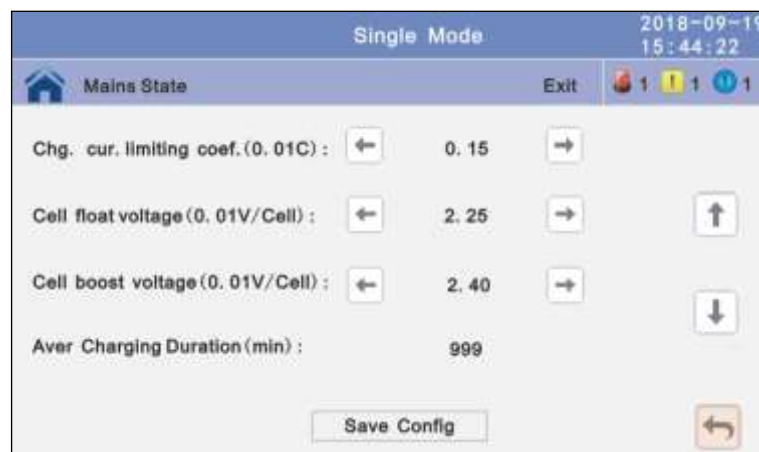 Single Mode
2018-09-19
15:44:22
Mains State Exit 1 1 1
Chg. cur. limiting coef.(0.01C): 0.15
Cell float voltage(0.01V/Cell): 2.25
Cell boost voltage(0.01V/Cell): 2.40
Aver Charging Duration(min): 999
Save Config